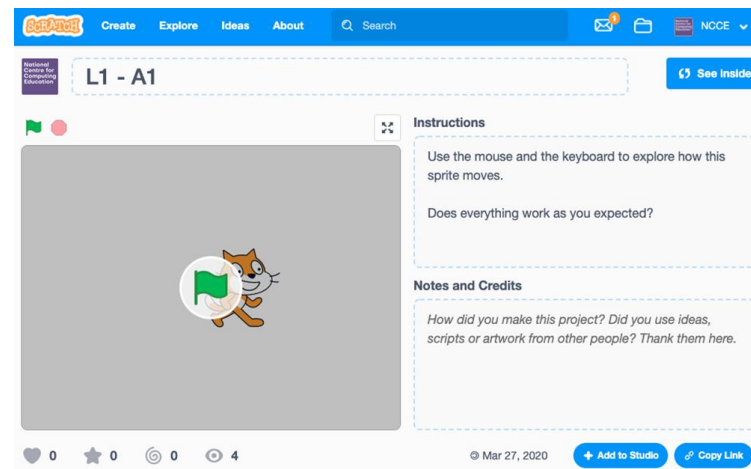 SCRATCH Create Explore Ideas About Search 1 NCCE
National
Centre for
Computing
Education
L1 - A1
See Inside
Instructions
Use the mouse and the keyboard to explore how this
sprite moves.
Does everything work as you expected?
Notes and Credits
How did you make this project? Did you use ideas,
scripts or artwork from other people? Thank them here.
0 0 0 4
© Mar 27, 2020 Add to Studio Copy Link